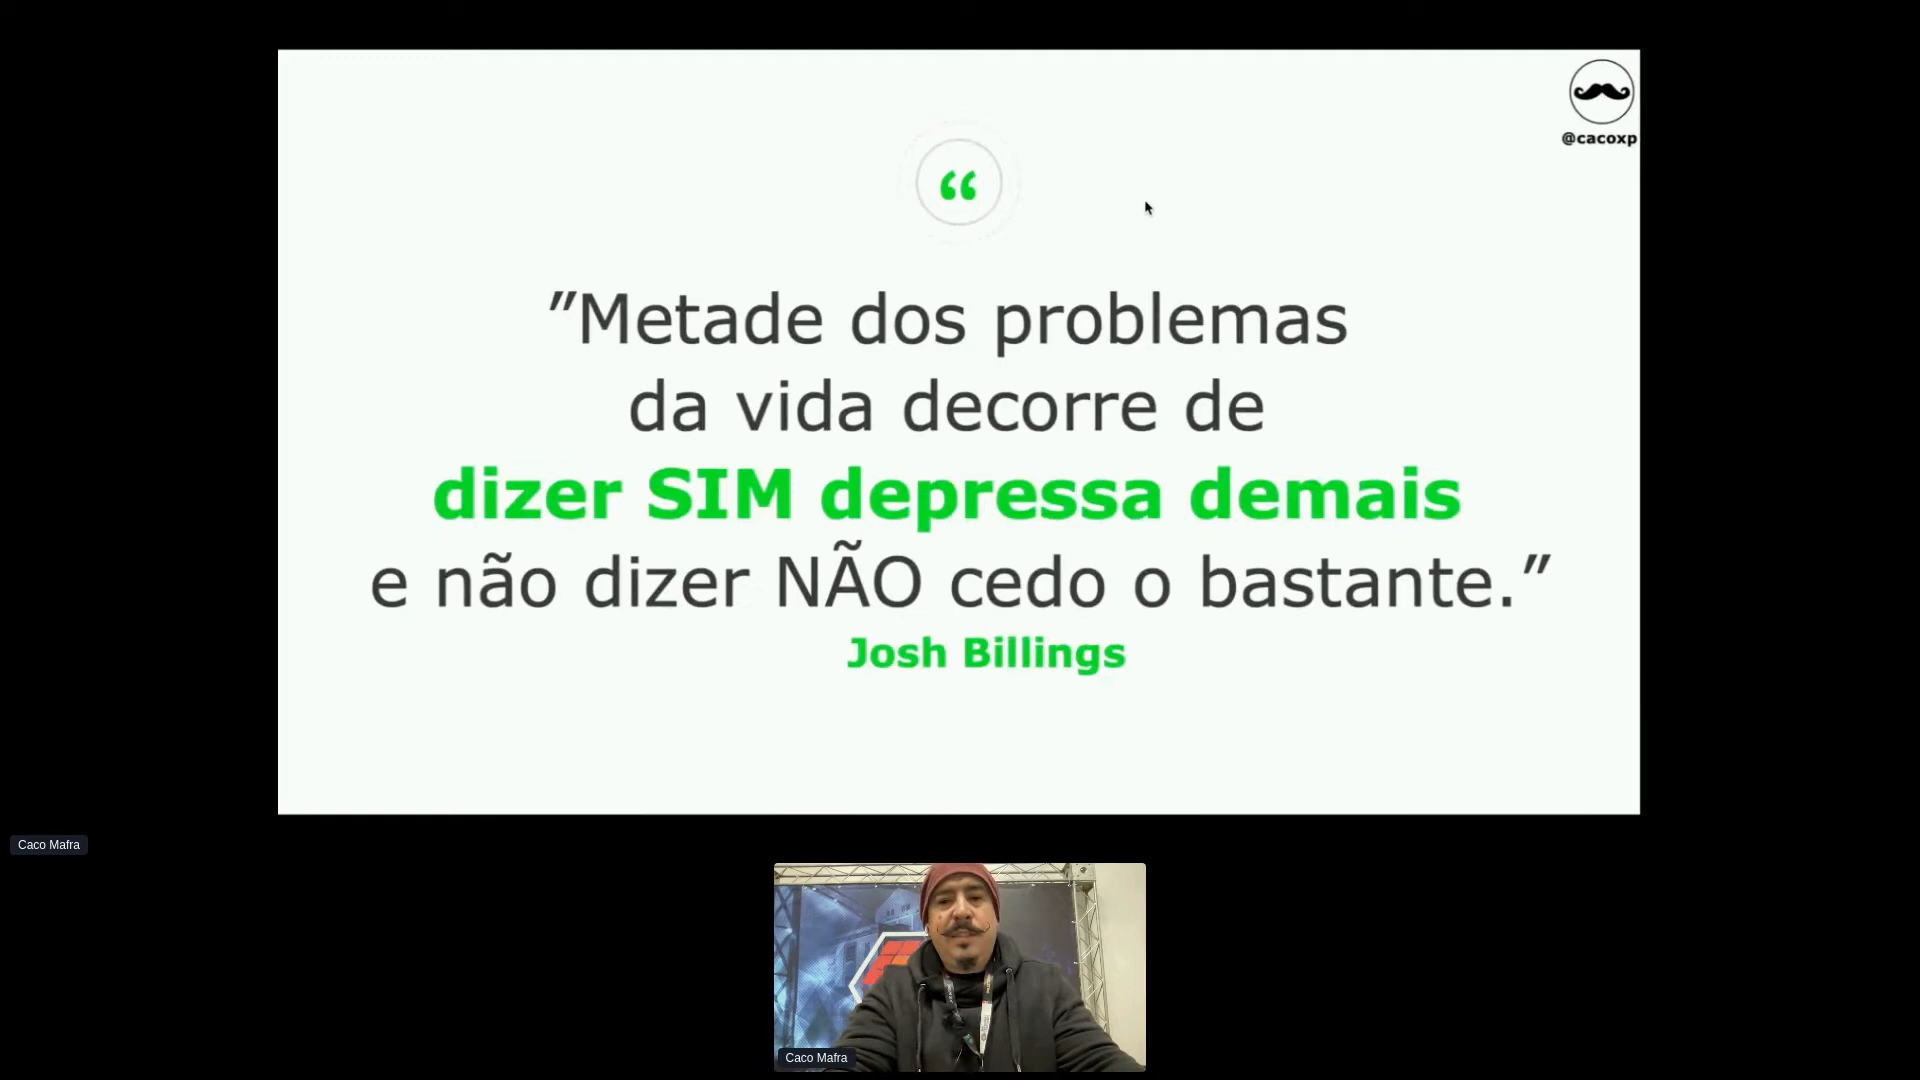 @cacoxp
“
”Metade dos problemas
da vida decorre de
dizer SIM depressa demais
e não dizer NÃO cedo o bastante.”
Josh Billings
Caco Mafra
Caco Mafra